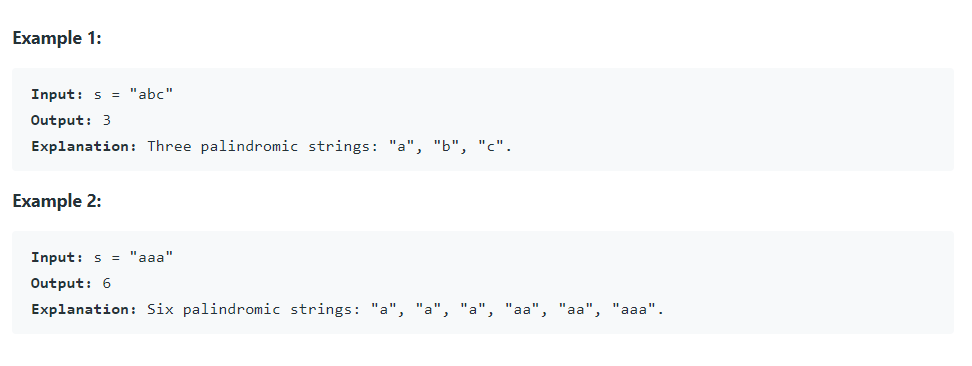 Example 1:
Input: s = "abc"
Output: 3
Explanation: Three palindromic strings: "a", "b", "c".
Example 2:
Input: s = "aaa"
Output: 6
Explanation: Six palindromic strings: "a", "a", "a", "aa", "aa", "aaa".